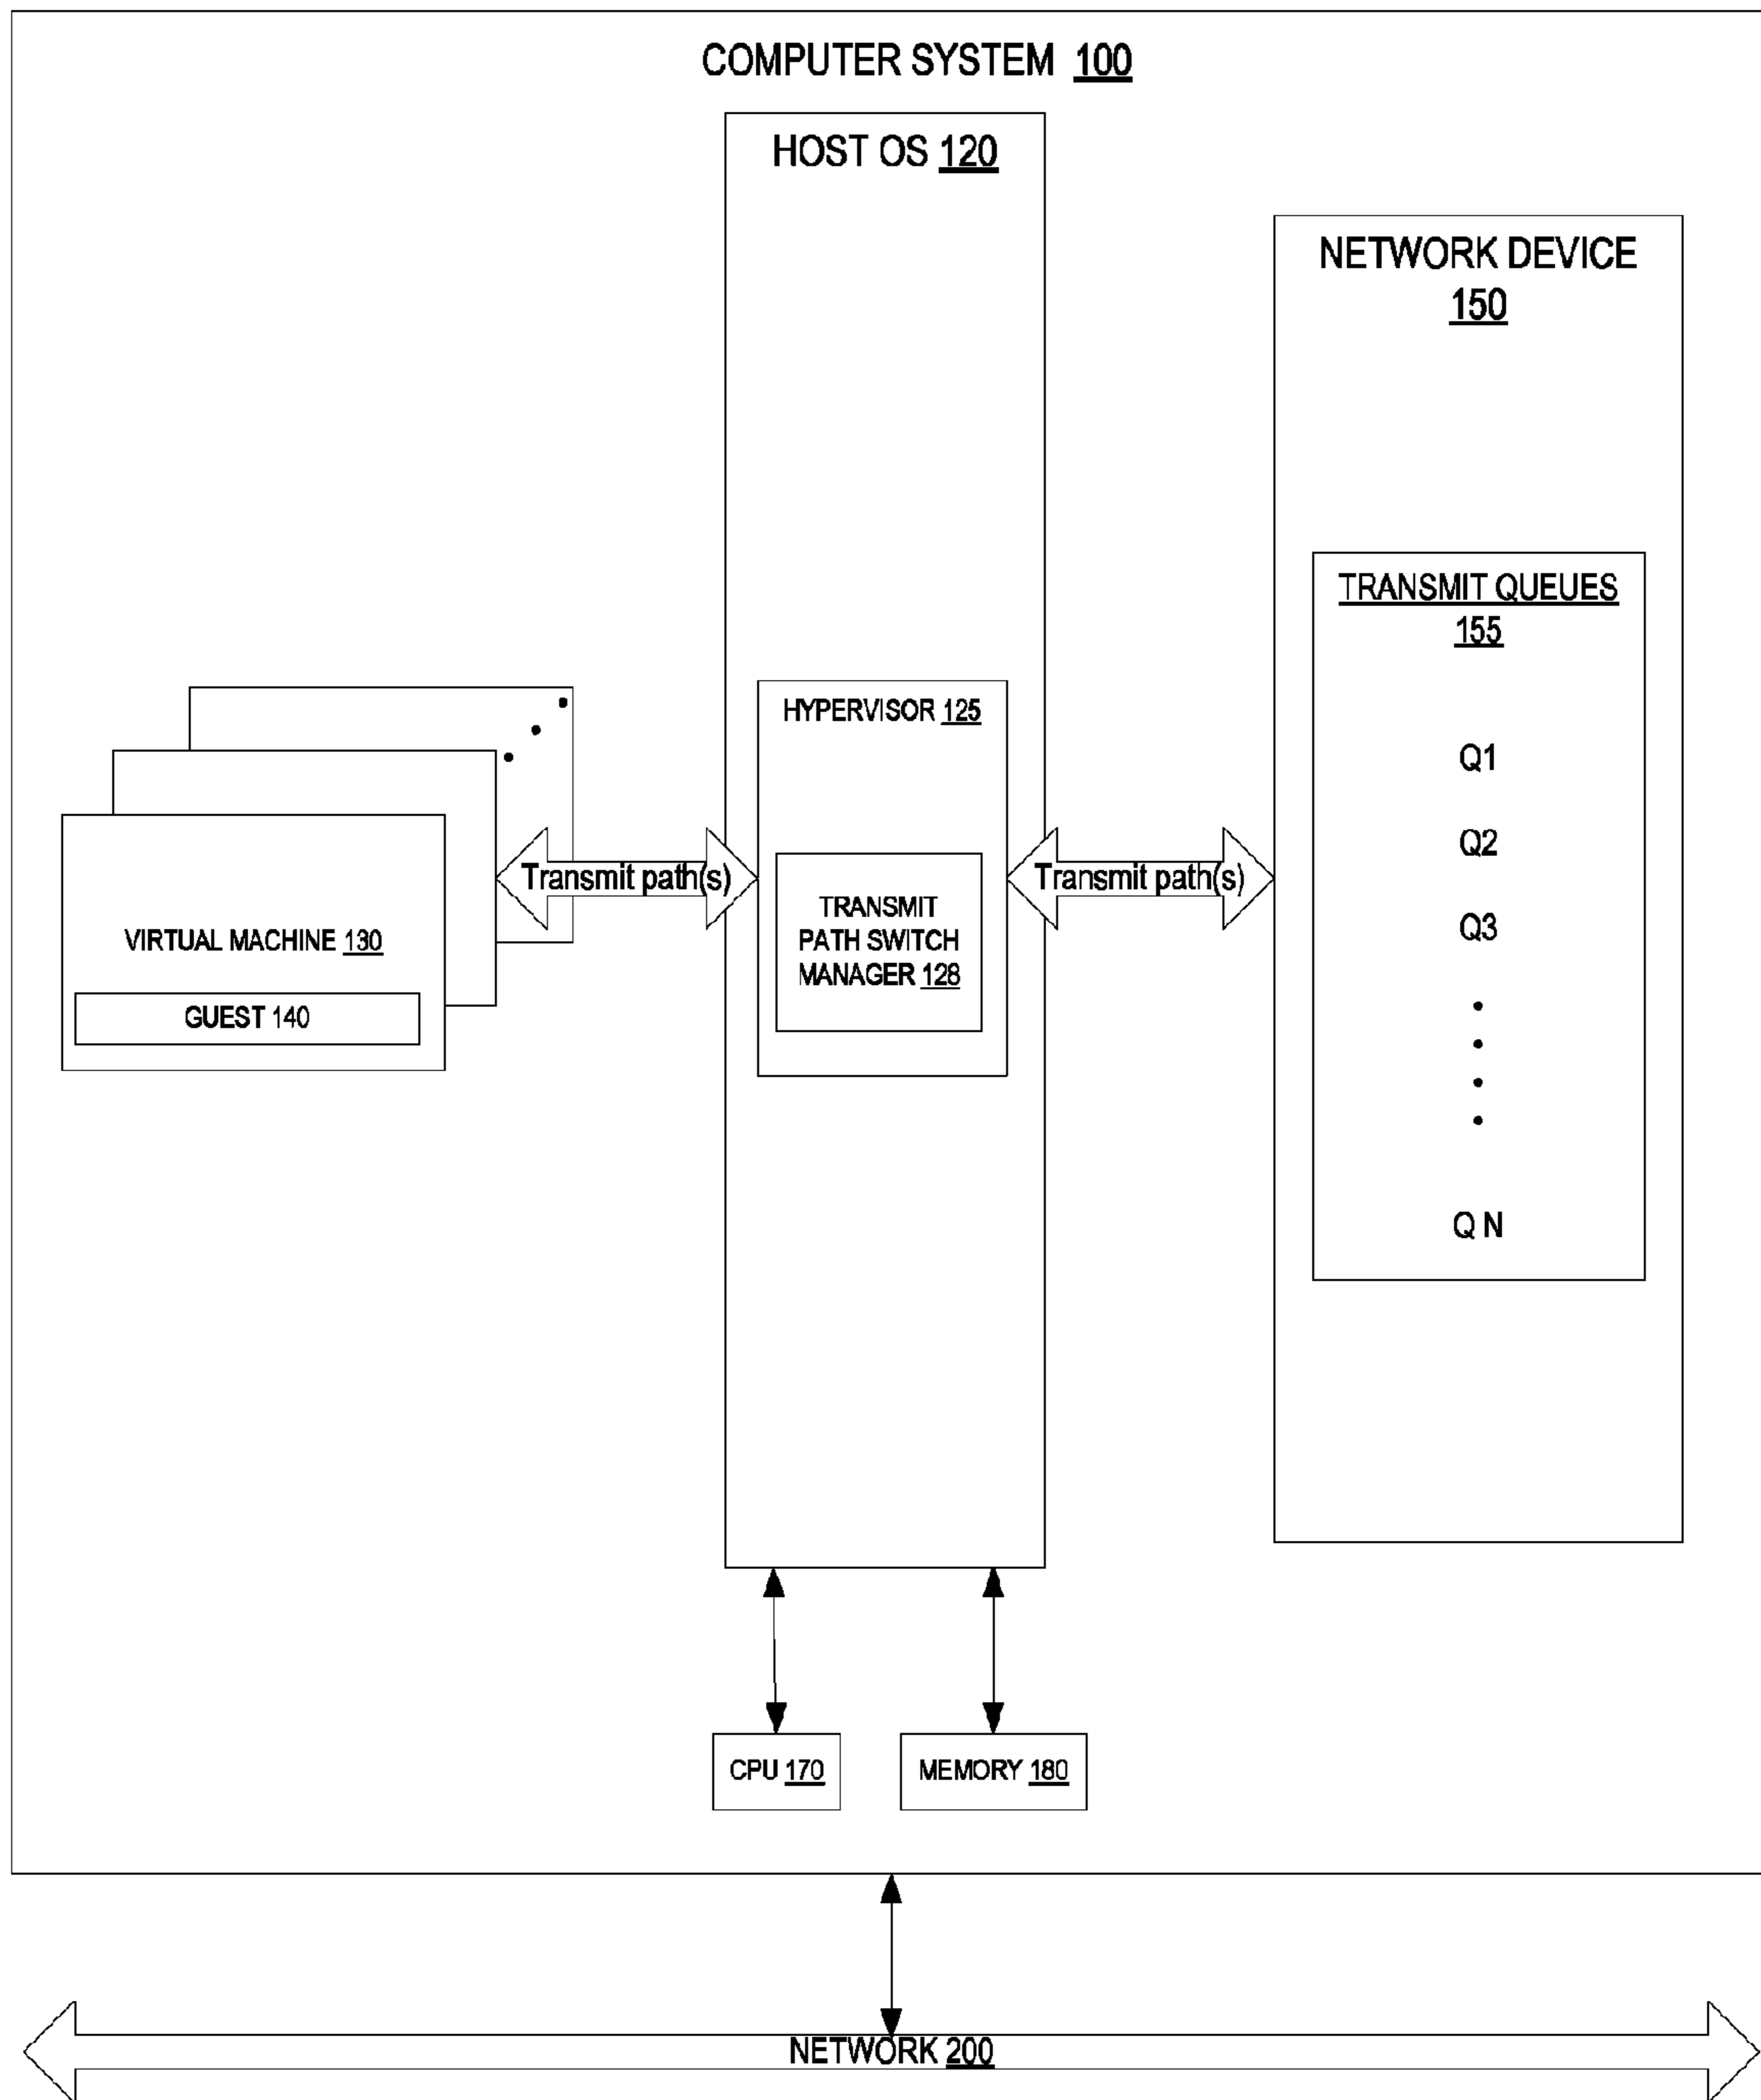 COMPUTER SYSTEM 100
HOST OS 120
NETWORK DEVICE
150
TRANSMIT QUEUES
155
Q1
Q2
Q3
Q N
HYPERVISOR 125
TRANSMIT
PATH SWITCH
MANAGER 128
Transmit path(s)
Transmit path(s)
VIRTUAL MACHINE 130
GUEST 140
CPU 170
MEMORY 180
NETWORK 200